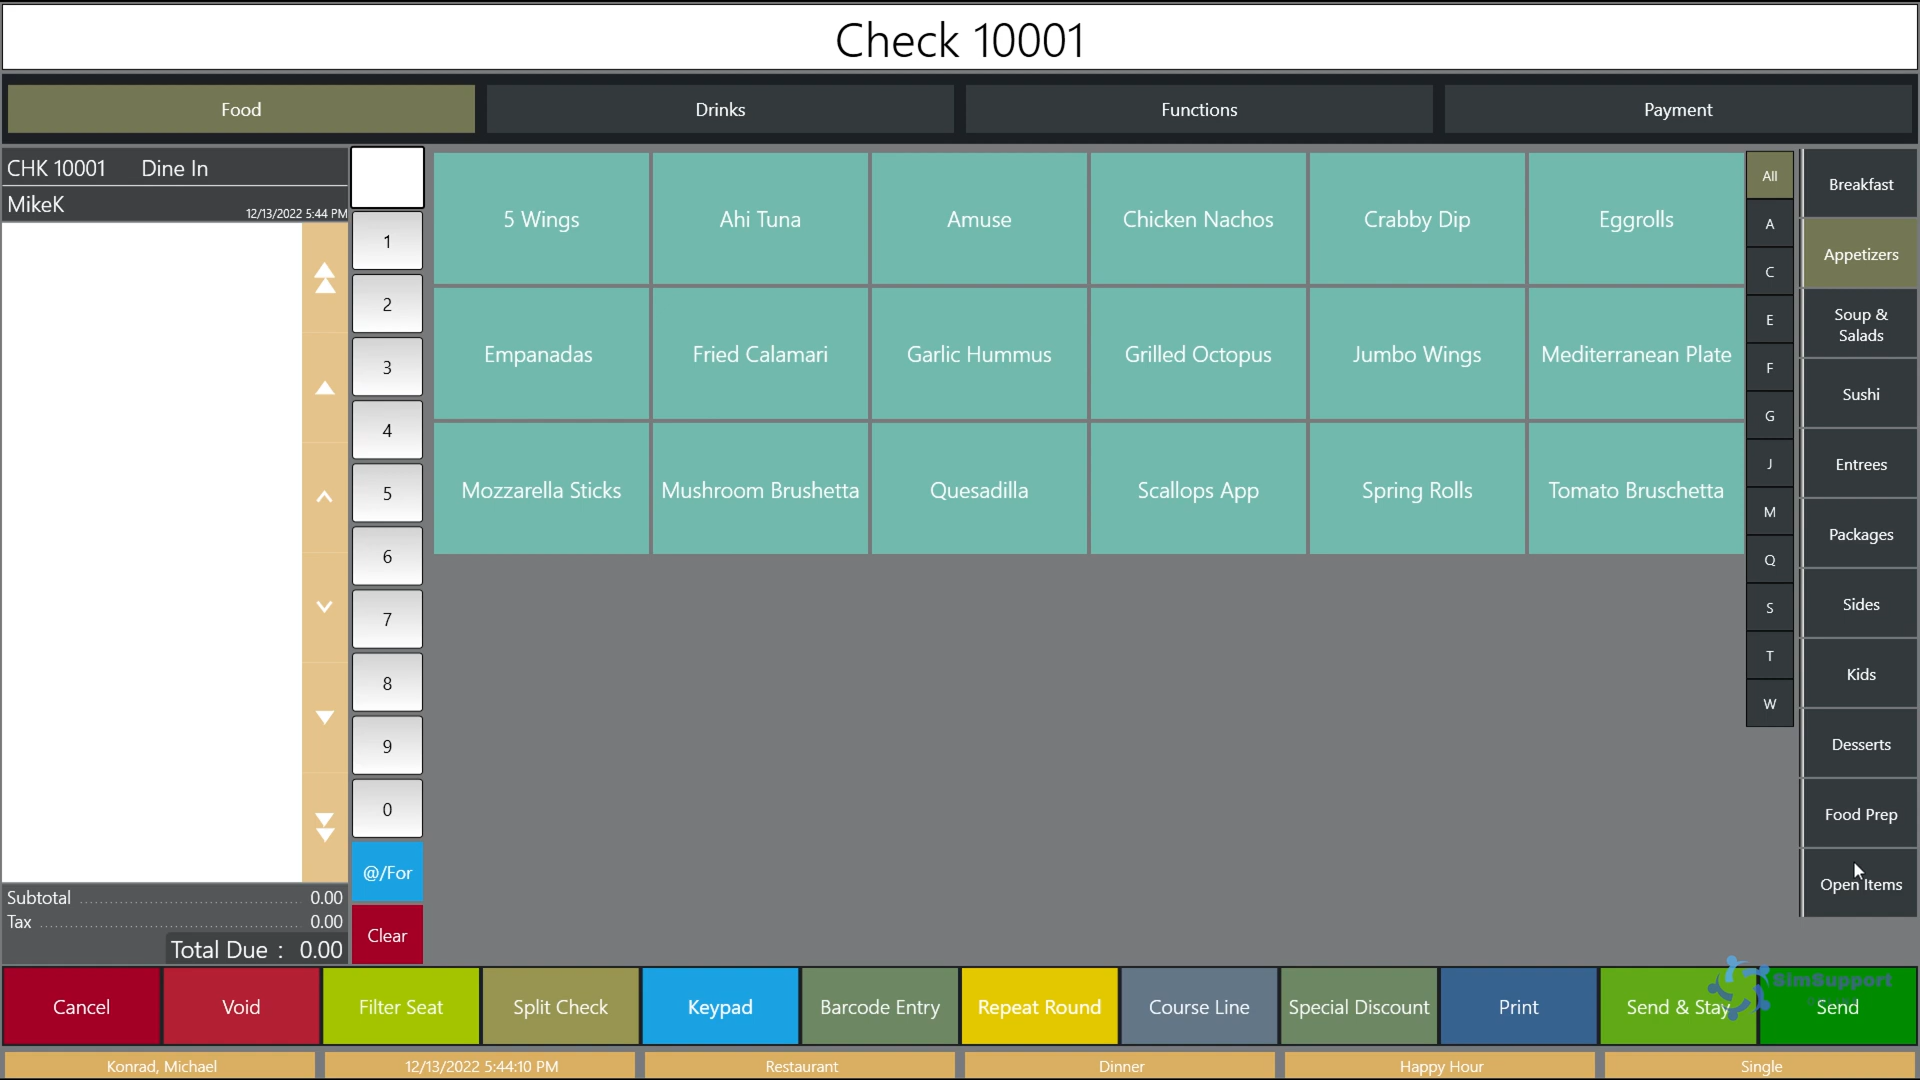 Check 10001
Food
Drinks
Functions
Payment
CHK 10001 Dine In
MikeK
12/13/2022 5:44 PM
1
2
3
4
5
6
7
8
9
0
@/For
Clear
5 Wings
Ahi Tuna
Amuse
Chicken Nachos
Crabby Dip
Eggrolls
Empanadas
Fried Calamari
Garlic Hummus
Grilled Octopus
Jumbo Wings
Mediterranean Plate
Mozzarella Sticks
Mushroom Brushetta
Quesadilla
Scallops App
Spring Rolls
Tomato Bruschetta
All
A
C
E
F
G
J
M
Q
S
T
W
Breakfast
Appetizers
Soup &
Salads
Sushi
Entrees
Packages
Sides
Kids
Desserts
Food Prep
Open Items
Subtotal 0.00
Tax 0.00
Total Due : 0.00
Cancel
Void
Filter Seat
Split Check
Keypad
Barcode Entry
Repeat Round
Course Line
Special Discount
Print
Send & Stay
Send
SimSupport
Konrad, Michael
12/13/2022 5:44:10 PM
Restaurant
Dinner
Happy Hour
Single